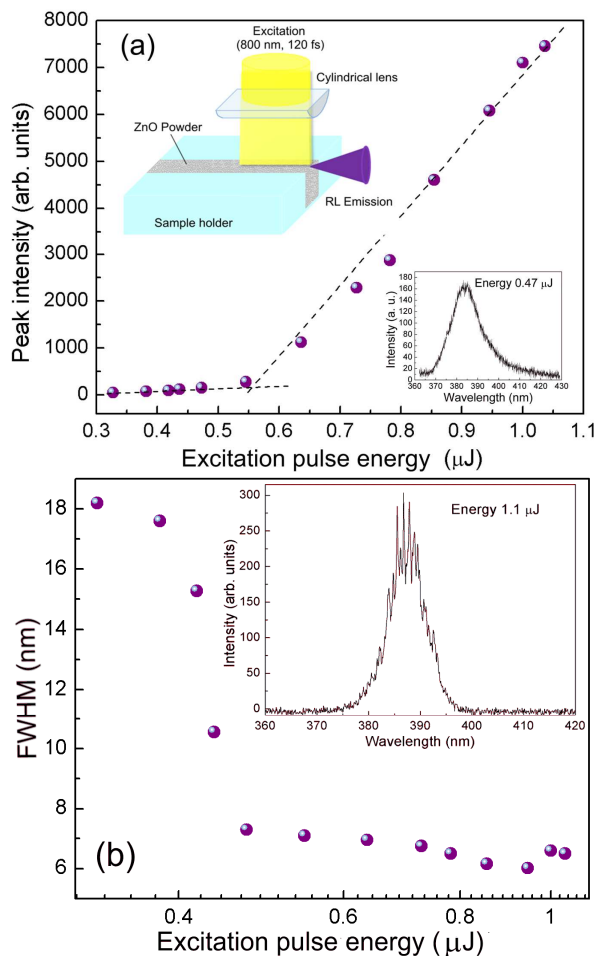 (a)
Excitation
(800 nm, 120 fs)
Cylindrical lens
ZnO Powder
RL Emission
Sample holder
Peak intensity (arb. units)
8000
7000
6000
5000
4000
3000
2000
1000
0
0.3 0.4 0.5 0.6 0.7 0.8 0.9 1.0 1.1
Excitation pulse energy (μJ)
Energy 0.47 μJ
Intensity (a. u.)
180
160
140
120
100
80
60
40
20
0
360 370 380 390 400 410 420 430
Wavelength (nm)
(b)
FWHM (nm)
18
16
14
12
10
8
6
0.4 0.6 0.8 1
Excitation pulse energy (μJ)
Energy 1.1 μJ
Intensity (arb. units)
300
250
200
150
100
50
0
360 370 380 390 400 410 420
Wavelength (nm)